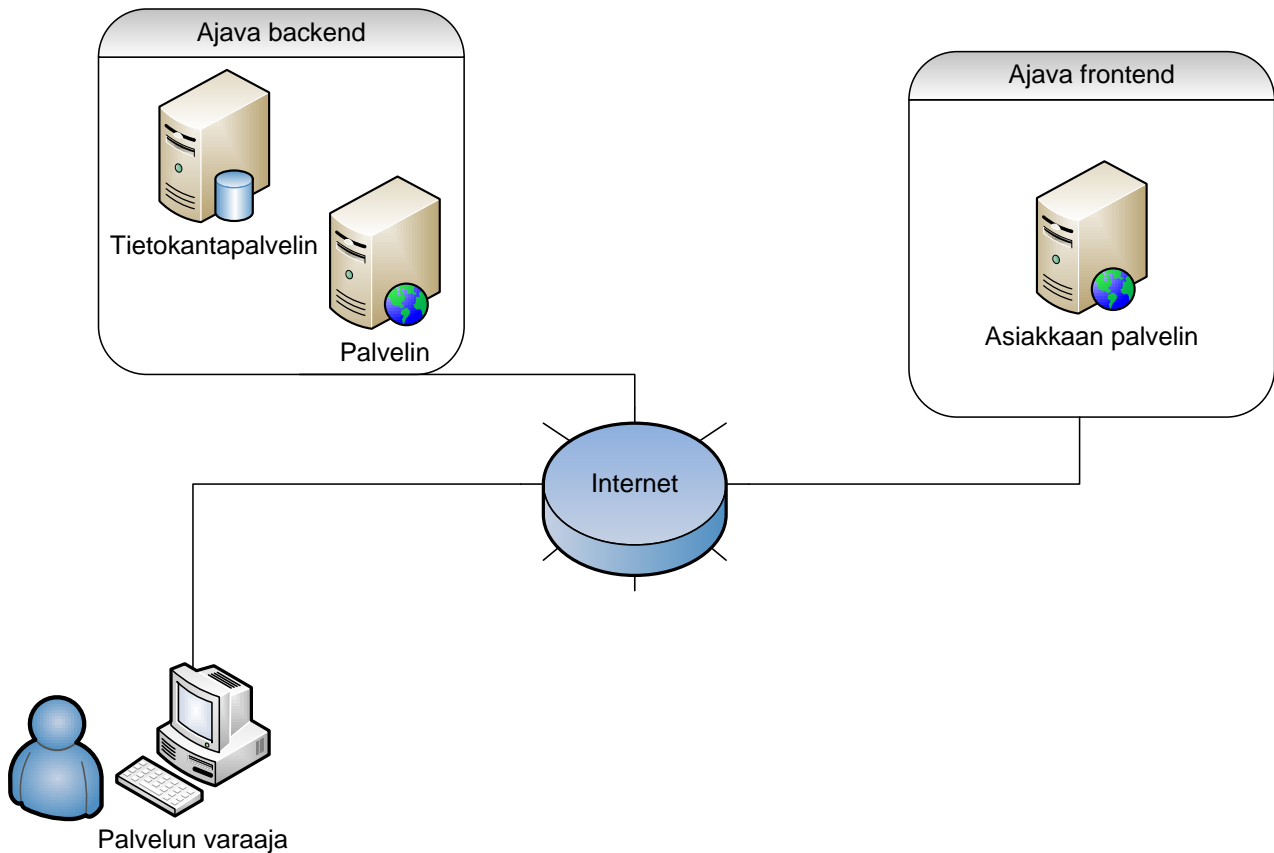 Ajava backend
Ajava frontend
Tietokantapalvelin
Palvelin
Asiakkaan palvelin
Internet
Palvelun varaaja